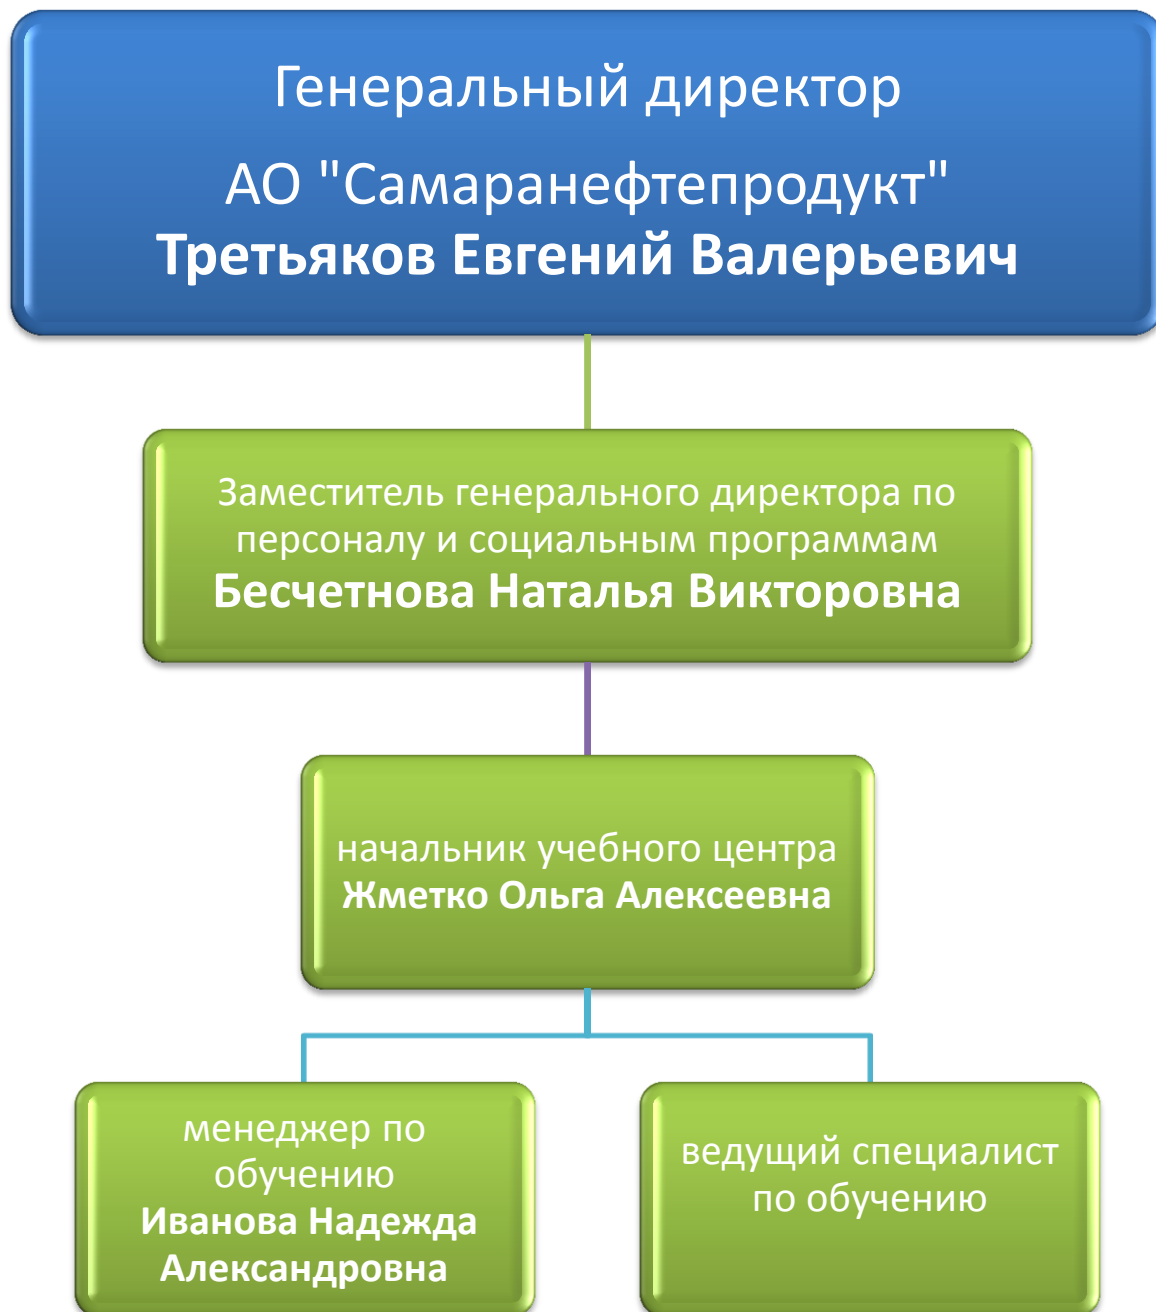 Генеральный директор
АО "Самаранефтепродукт"
Третьяков Евгений Валерьевич
Заместитель генерального директора по
персоналу и социальным программам
Бесчетнова Наталья Викторовна
начальник учебного центра
Жметко Ольга Алексеевна
менеджер по
обучению
Иванова Надежда
Александровна
ведущий специалист
по обучению